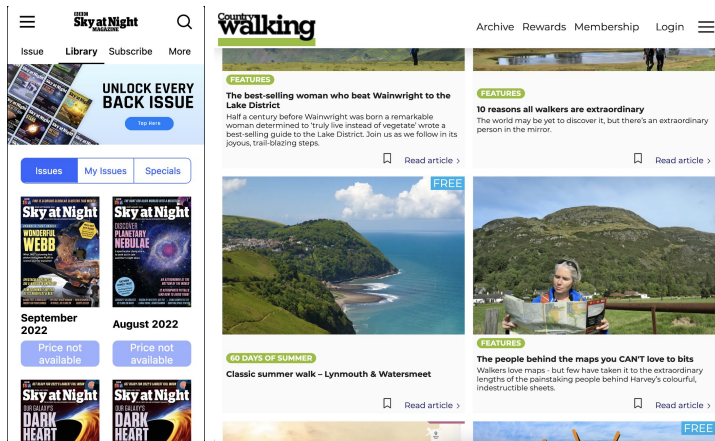 BBC
Sky at Night
MAGAZINE
Issue Library Subscribe More
UNLOCK EVERY
BACK ISSUE
Tap Here
Issues My Issues Specials
Sky at Night
WONDERFUL
WEBB
Sky at Night
DISCOVER
PLANETARY
NEBULAE
September
2022
Price not
available
August 2022
Price not
available
Sky at Night
OUR GALAXY'S
DARK
HEART
Sky at Night
OUR GALAXY'S
DARK
HEART
Country
walking
Archive Rewards Membership Login
FEATURES
The best-selling woman who beat Wainwright to the
Lake District
Half a century before Wainwright was born a remarkable
woman determined to 'truly live instead of vegetate' wrote a
best-selling guide to the Lake District. Join us as we follow in its
joyous, trail-blazing steps.
Read article >
FEATURES
10 reasons all walkers are extraordinary
The world may be yet to discover it, but there's an extraordinary
person in the mirror.
Read article >
FREE
60 DAYS OF SUMMER
Classic summer walk – Lynmouth & Watersmeet
Read article >
FEATURES
The people behind the maps you CAN'T love to bits
Walkers love maps - but few have taken it to the extraordinary
lengths of the painstaking people behind Harvey's colourful,
indestructible sheets.
Read article >
FREE